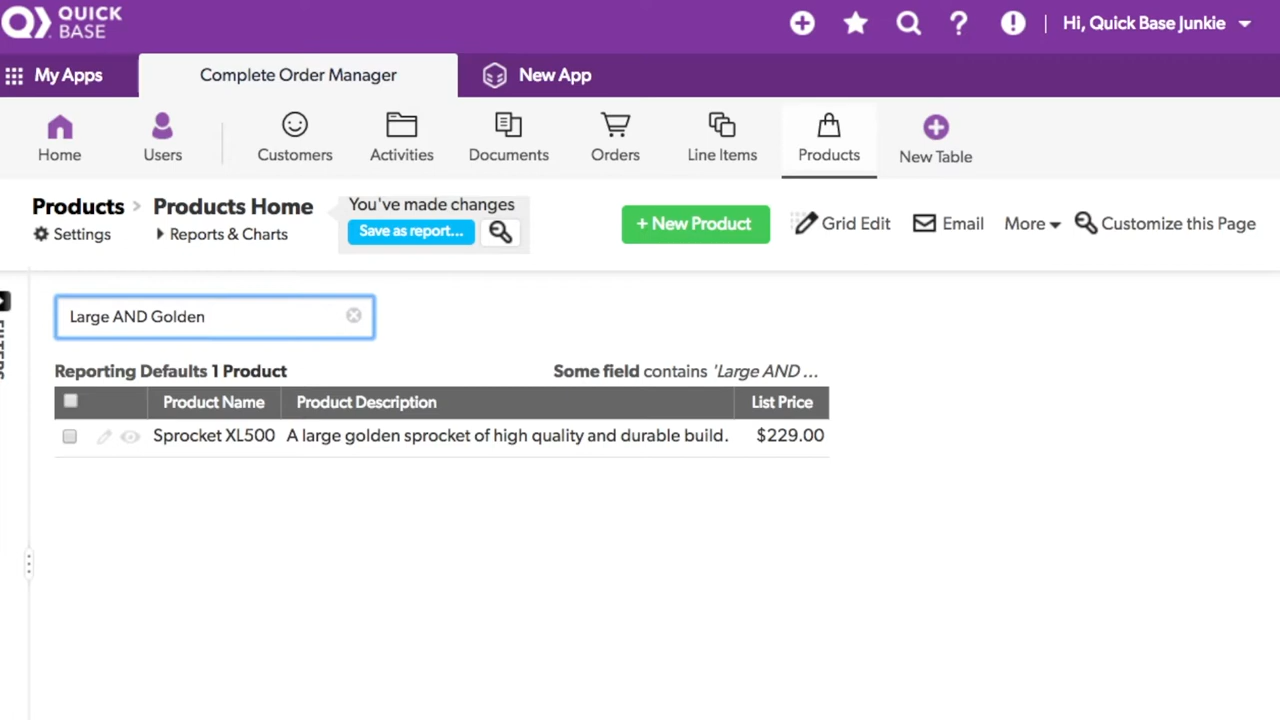 QUICK BASE
Hi, Quick Base Junkie
My Apps
Complete Order Manager
New App
Home
Users
Customers
Activities
Documents
Orders
Line Items
Products
New Table
Products > Products Home
You've made changes
Settings
Reports & Charts
Save as report...
+ New Product
Grid Edit
Email
More
Customize this Page
FILTERS
Large AND Golden
Reporting Defaults 1 Product
Some field contains 'Large AND ...
Product Name Product Description List Price
Sprocket XL500 A large golden sprocket of high quality and durable build. $229.00